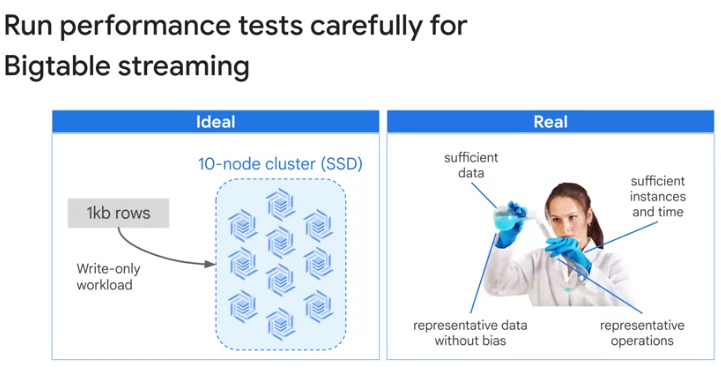 Run performance tests carefully for
Bigtable streaming
Ideal
10-node cluster (SSD)
1kb rows
Write-only
workload
Real
sufficient
data
sufficient
instances
and time
representative data
without bias
representative
operations